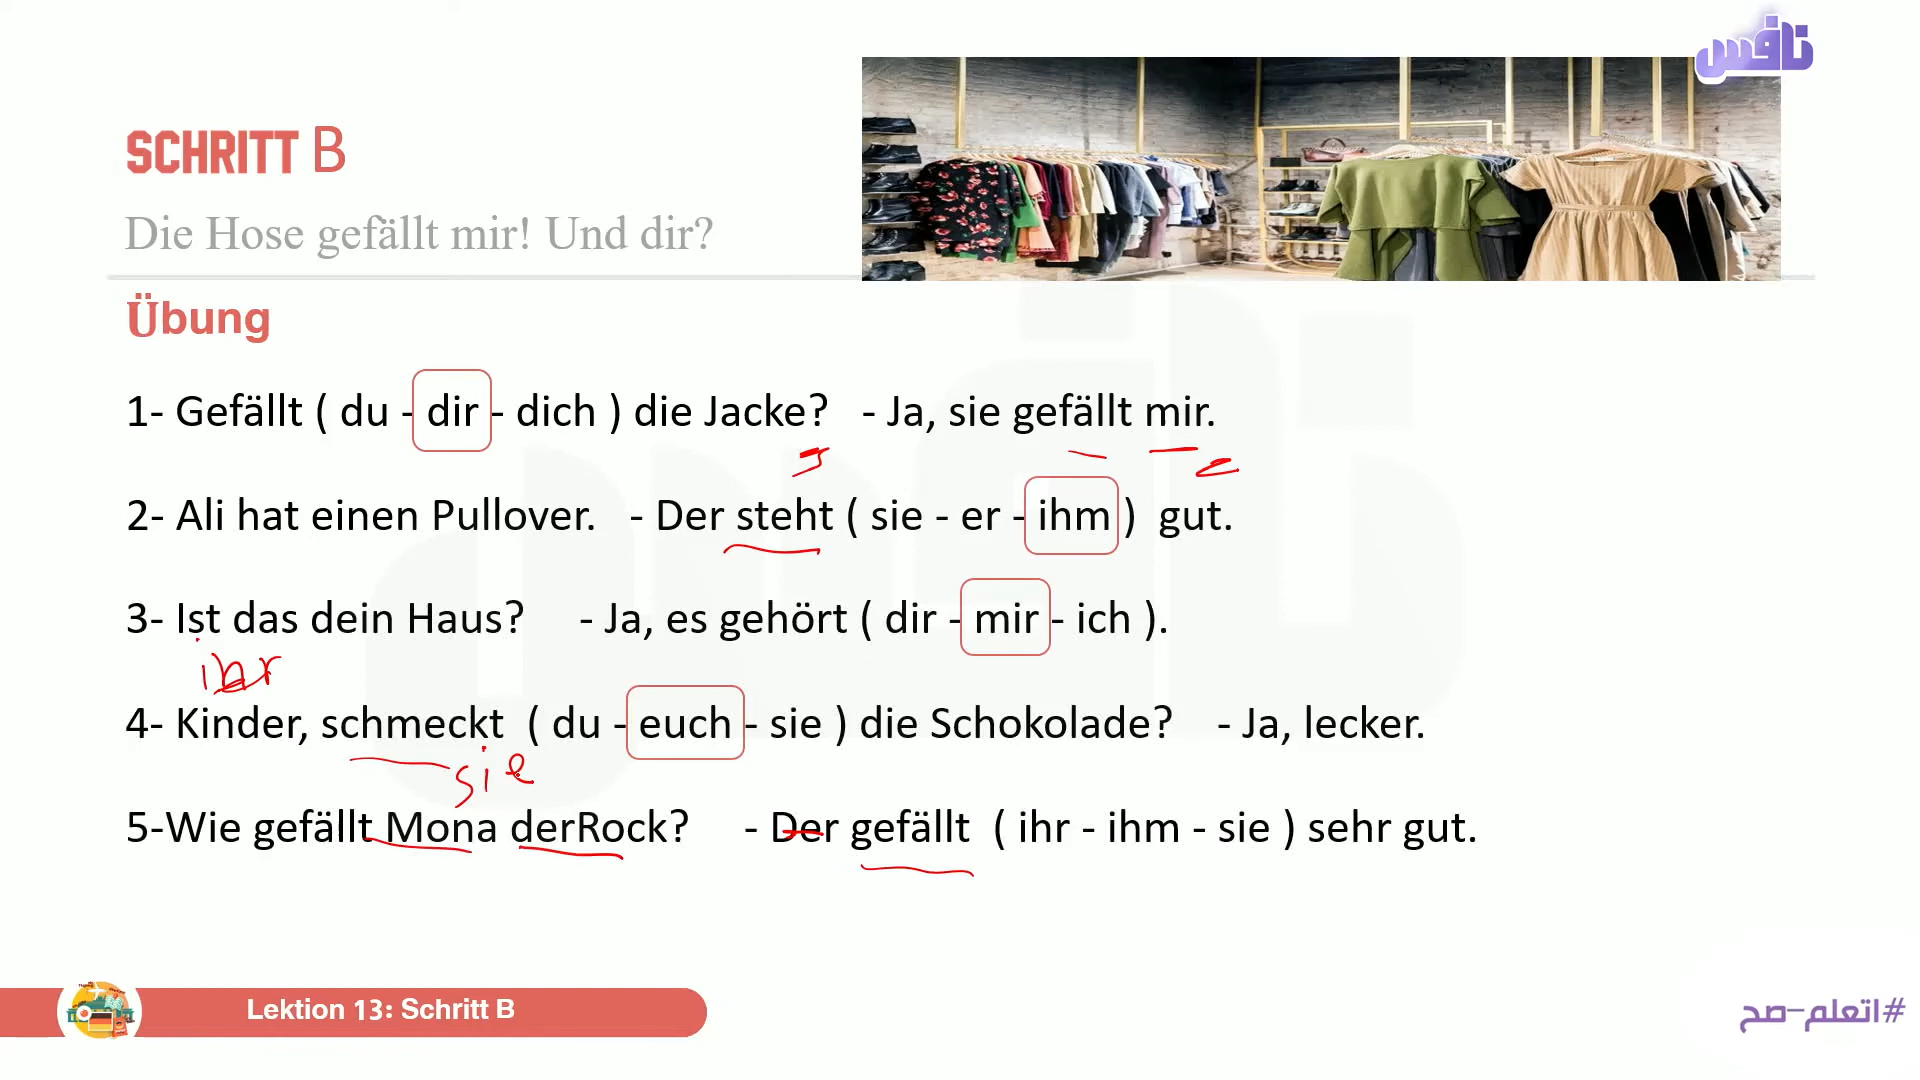 نافس
SCHRITT B
Die Hose gefällt mir! Und dir?
Übung
1- Gefällt ( du - dir - dich ) die Jacke?   - Ja, sie gefällt mir.
2- Ali hat einen Pullover.   - Der steht ( sie - er - ihm )  gut.
3- Ist das dein Haus?   - Ja, es gehört ( dir - mir - ich ).
ihr
4- Kinder, schmeckt  ( du - euch - sie ) die Schokolade?   - Ja, lecker.
sie
5-Wie gefällt Mona derRock?   - Der gefällt  ( ihr - ihm - sie ) sehr gut.
Lektion 13: Schritt B
#اتعلم-صح